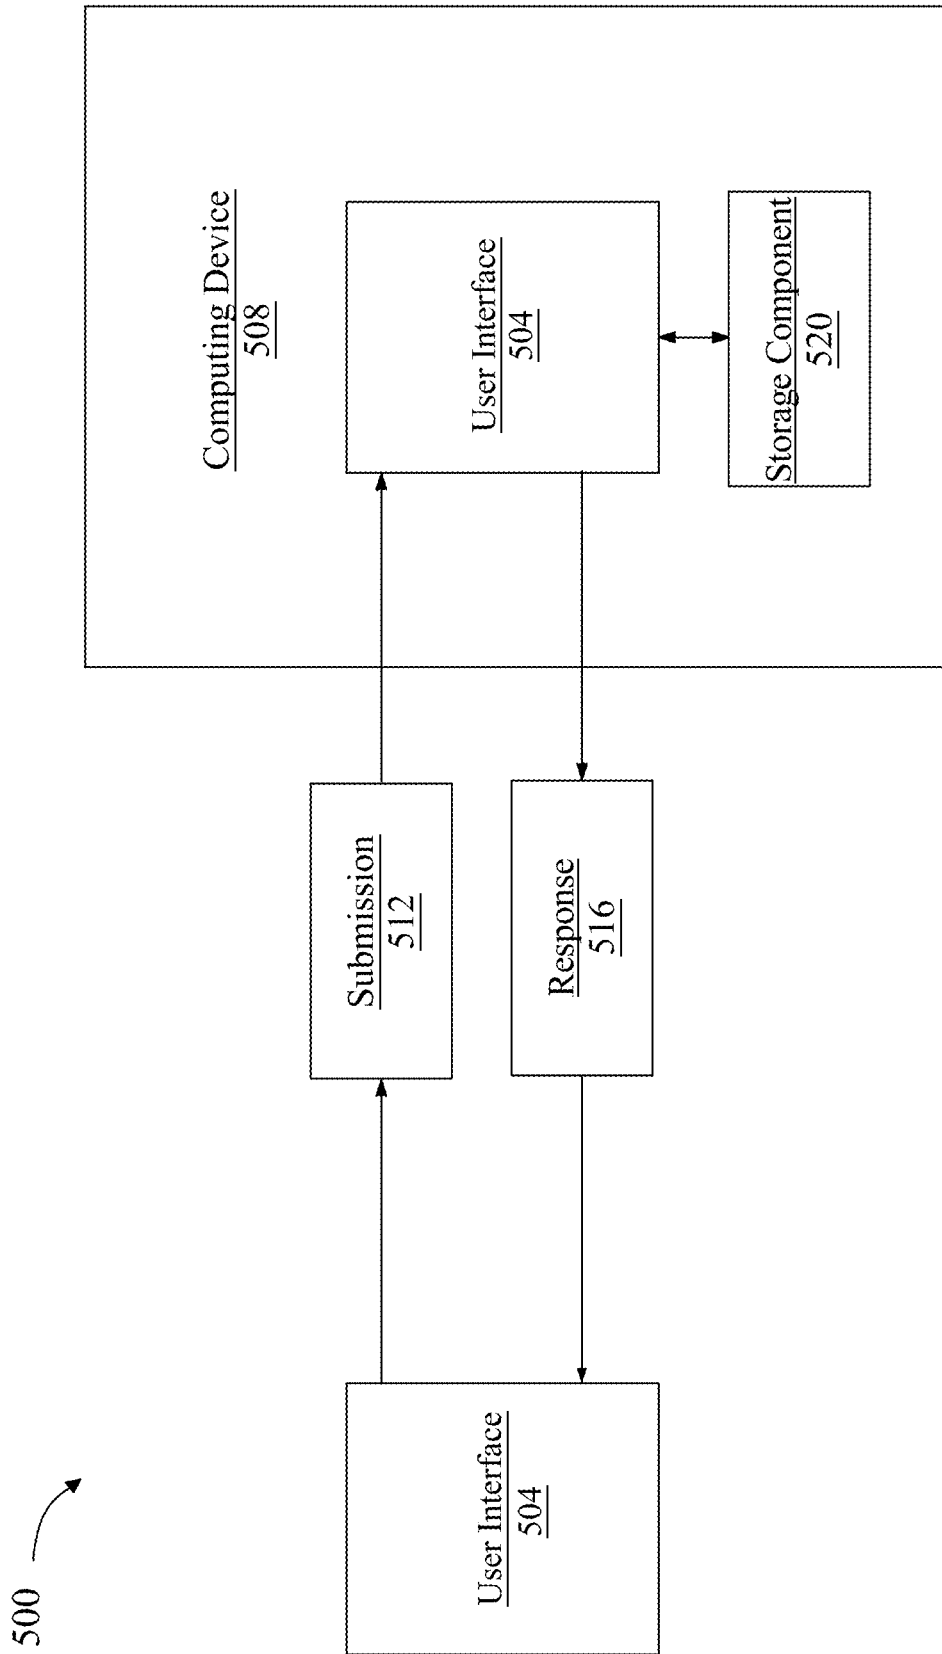 500
User Interface
504
Submission
512
Response
516
Computing Device
508
User Interface
504
Storage Component
520